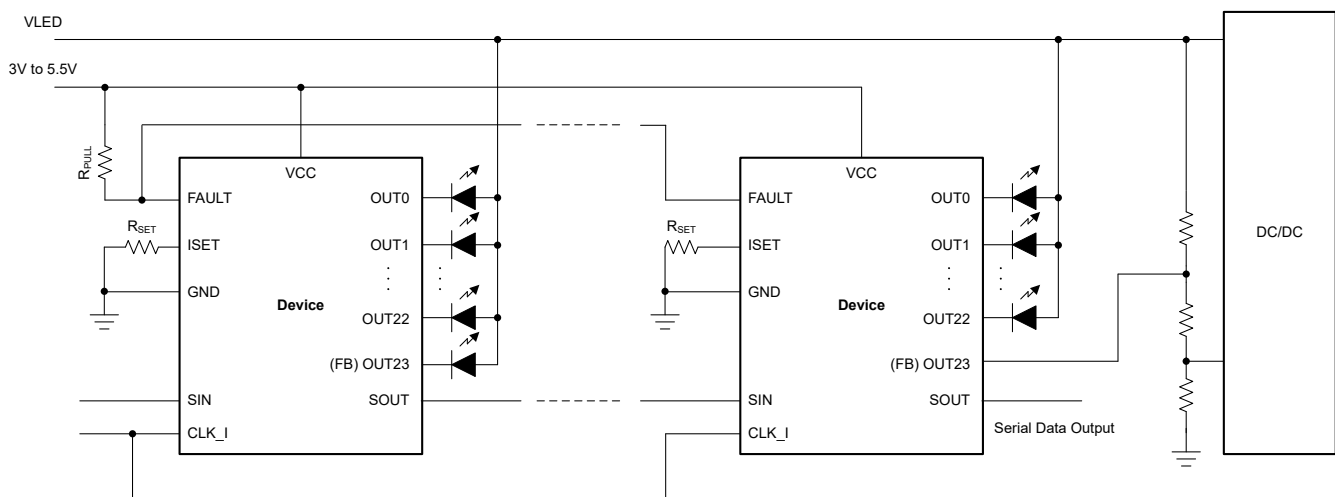 VLED
3V to 5.5V
RPULL
VCC
FAULT
RSET
ISET
GND
Device
SIN
CLK_I
OUT0
OUT1
OUT22
(FB) OUT23
SOUT
VCC
FAULT
RSET
ISET
GND
Device
SIN
CLK_I
OUT0
OUT1
OUT22
(FB) OUT23
SOUT
Serial Data Output
DC/DC